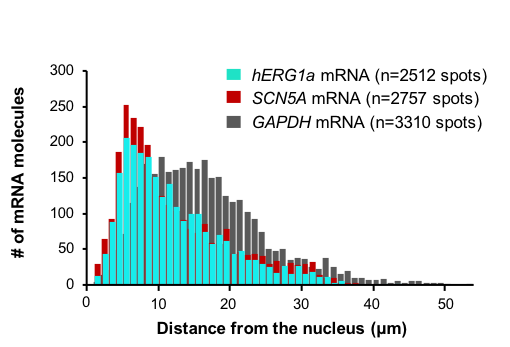 hERG1a mRNA (n=2512 spots)
SCN5A mRNA (n=2757 spots)
GAPDH mRNA (n=3310 spots)
# of mRNA molecules
300
250
200
150
100
50
0
0 10 20 30 40 50
Distance from the nucleus (µm)